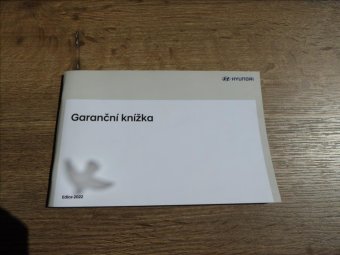 HYUNDAI
Garanční knížka
Edice 2022